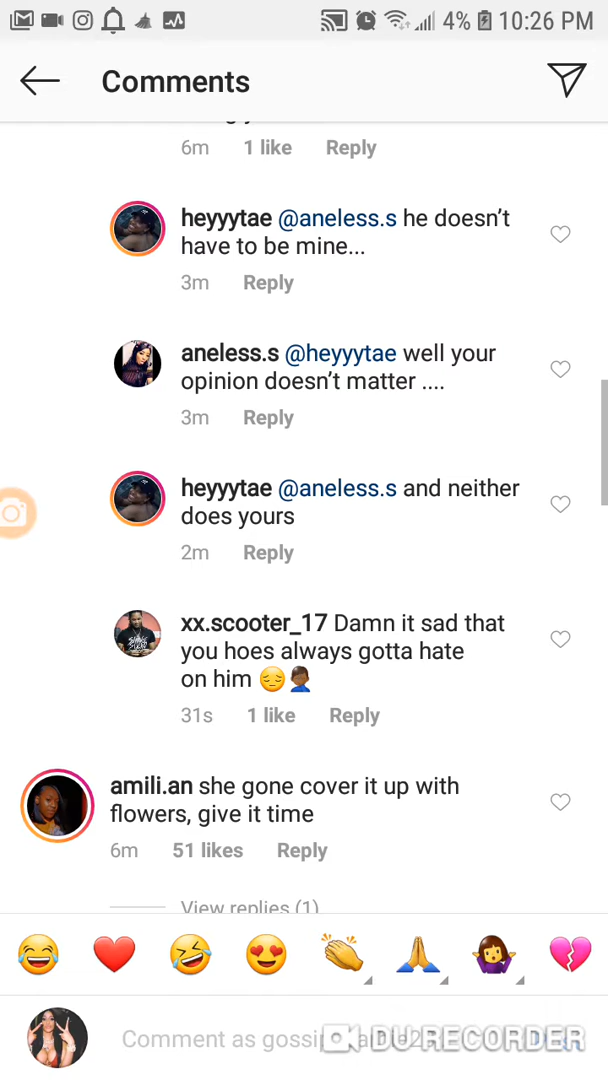 4% 10:26 PM
Comments
6m 1 like Reply
heyyytae @aneless.s he doesn't
have to be mine...
3m Reply
aneless.s @heyyytae well your
opinion doesn't matter ....
3m Reply
heyyytae @aneless.s and neither
does yours
2m Reply
xx.scooter_17 Damn it sad that
you hoes always gotta hate
on him 😔🤦🏾‍♂️
31s 1 like Reply
amili.an she gone cover it up with
flowers, give it time
6m 51 likes Reply
View replies (1)
😂 ❤️ 🤣 😍 👏 🙏 🤷‍♀️ 💔
Comment as gossip
DU RECORDER